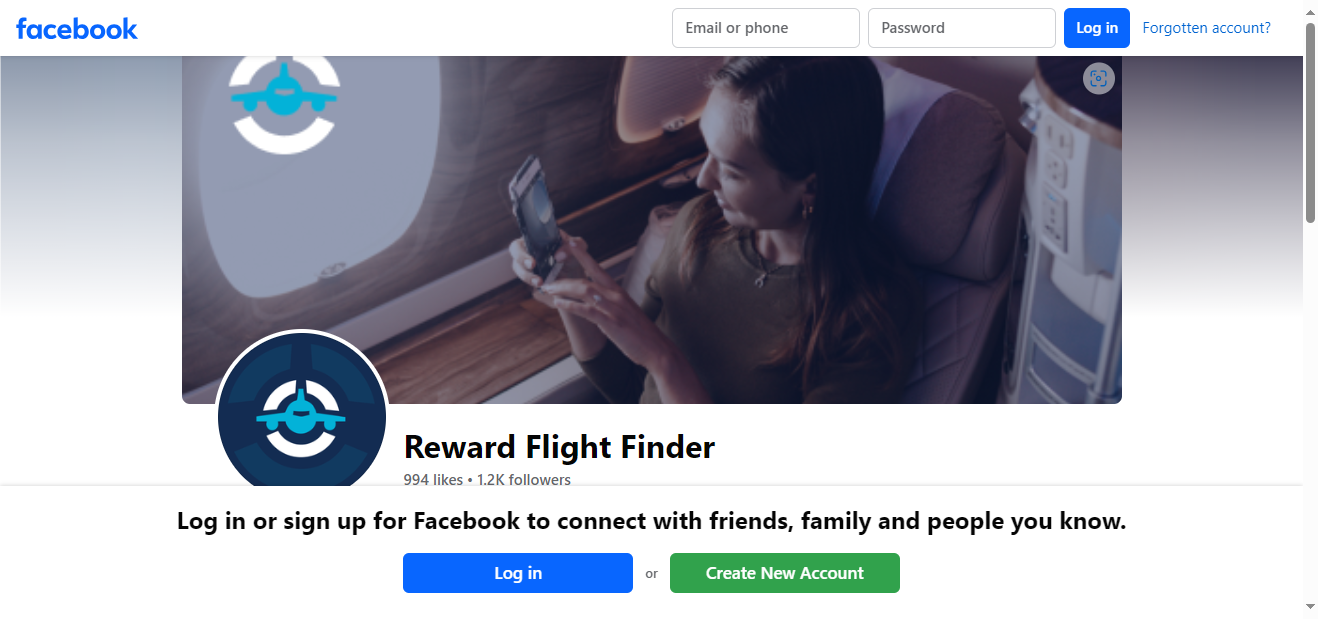 facebook
Email or phone
Password
Log in
Forgotten account?
Reward Flight Finder
994 likes • 1.2K followers
Log in or sign up for Facebook to connect with friends, family and people you know.
Log in
or
Create New Account